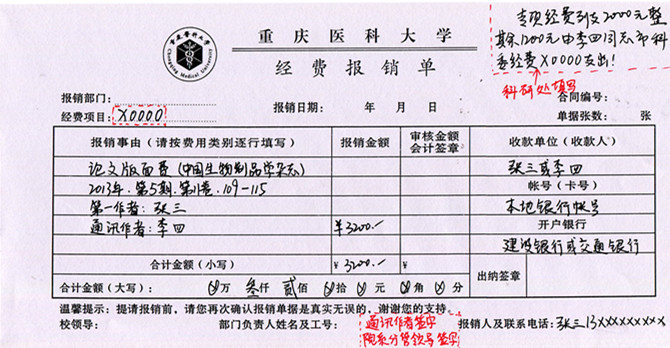 专项经费列支2000元整
其余1200元由李四同志市科
委经费X0000支出!
科研处填写
重庆医科大学
重庆医科大学
Chongqing Medical University
经费报销单
报销部门:
报销日期: 年 月 日
合同编号:
经费项目: X0000
单据张数: 张
报销事由(请按费用类别逐行填写) 报销金额 审核金额会计签章 收款单位(收款人)
论文版面费(中国生物制品学杂志) 张三或李四
2013年.第5期.第11卷.109-115 帐号(卡号)
第一作者:张三 本地银行帐号
通讯作者:李四 ¥3200.- 开户银行
建设银行或交通银行
合计金额(小写) ¥3200.- 出纳签章
合计金额(大写): 万 叁仟 贰佰 拾 元 角 分
温馨提示:提请报销前,请您再次确认报销单据是真实无误的,谢谢您的支持。
校领导: 部门负责人姓名及工号: 通讯作者签字 报销人及联系电话:张三13XXXXXXXXX
院系分管领导签字